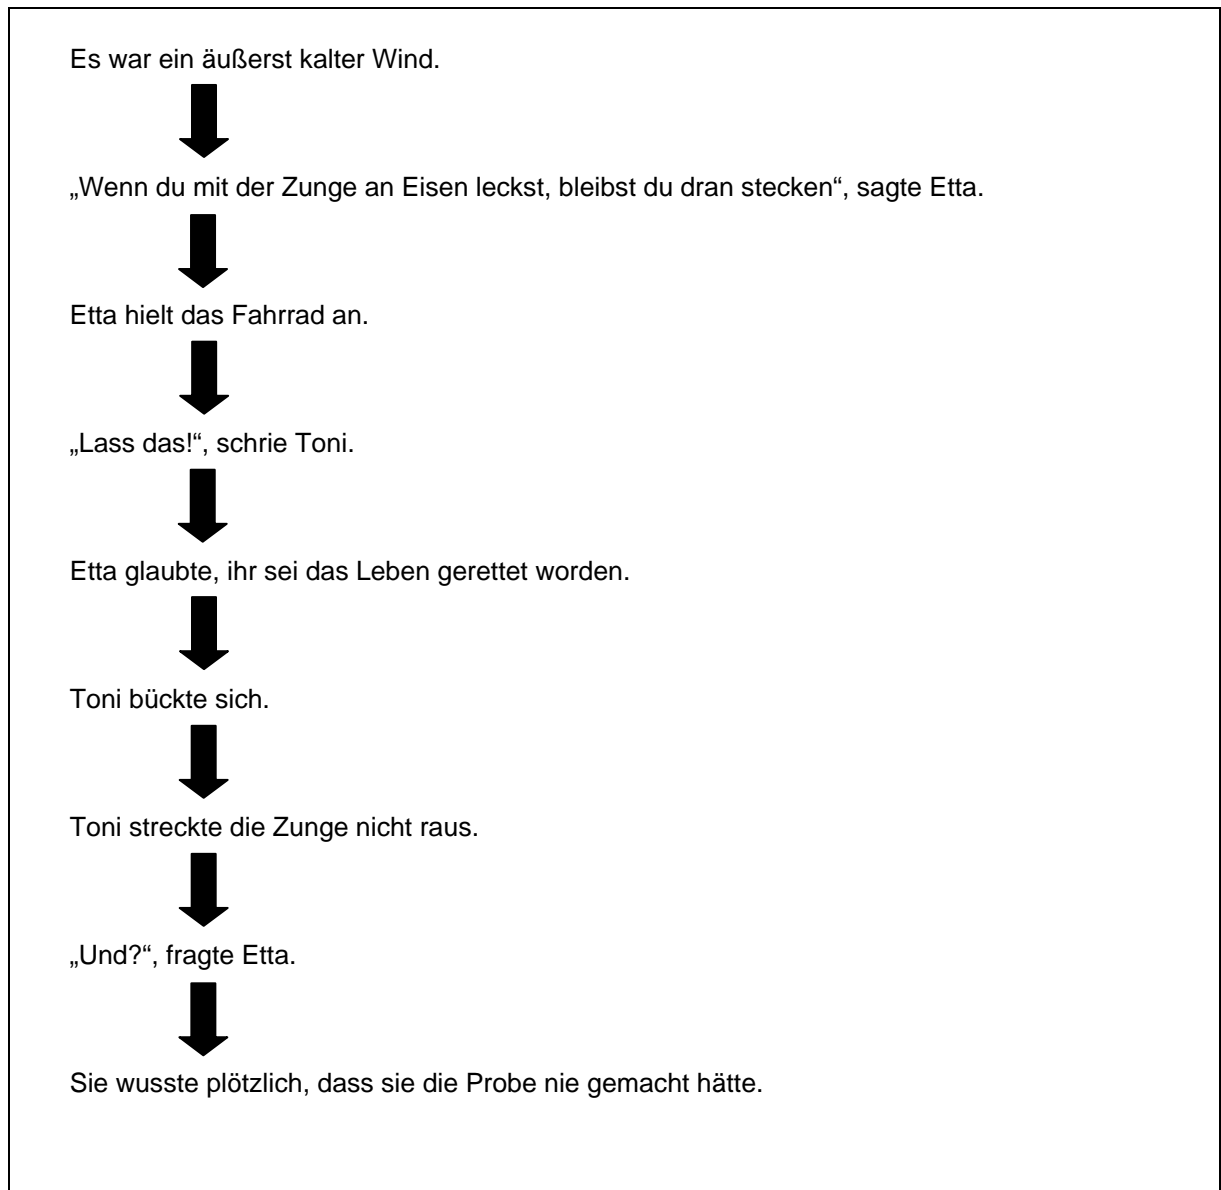 Es war ein äußerst kalter Wind.
„Wenn du mit der Zunge an Eisen leckst, bleibst du dran stecken“, sagte Etta.
Etta hielt das Fahrrad an.
„Lass das!“, schrie Toni.
Etta glaubte, ihr sei das Leben gerettet worden.
Toni bückte sich.
Toni streckte die Zunge nicht raus.
„Und?“, fragte Etta.
Sie wusste plötzlich, dass sie die Probe nie gemacht hätte.